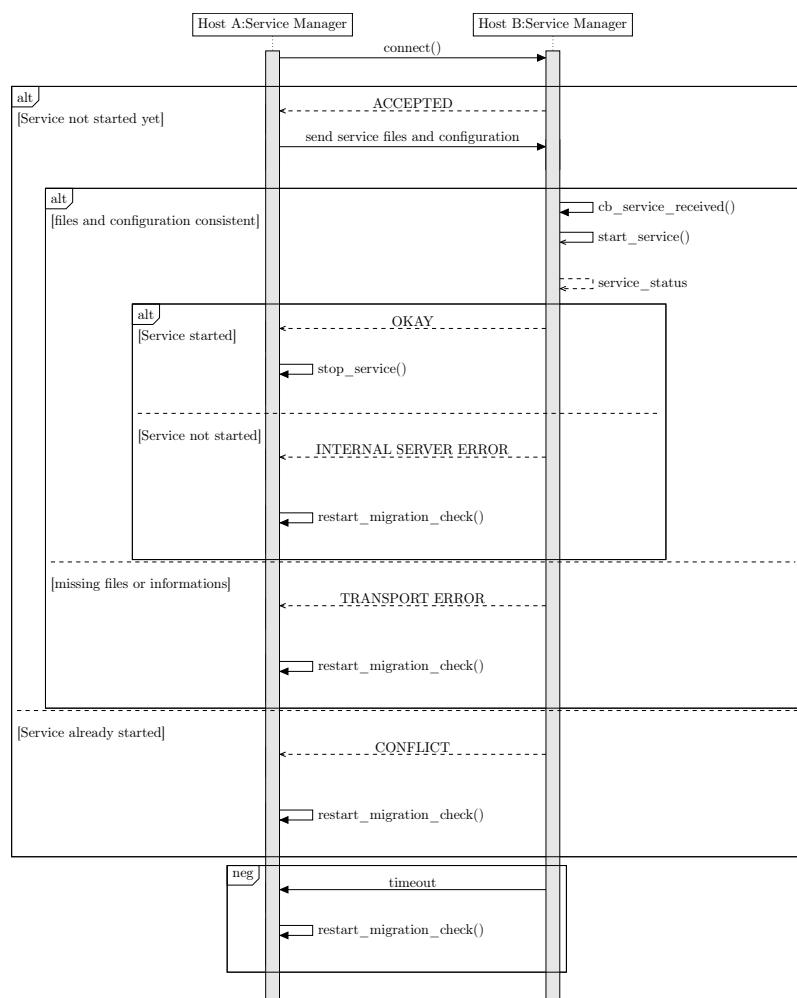 Host A:Service Manager
Host B:Service Manager
connect()
alt
ACCEPTED
[Service not started yet]
send service files and configuration
alt
cb_service_received()
[files and configuration consistent]
start_service()
service_status
alt
OKAY
[Service started]
stop_service()
[Service not started]
INTERNAL SERVER ERROR
restart_migration_check()
[missing files or informations]
TRANSPORT ERROR
restart_migration_check()
[Service already started]
CONFLICT
restart_migration_check()
neg
timeout
restart_migration_check()